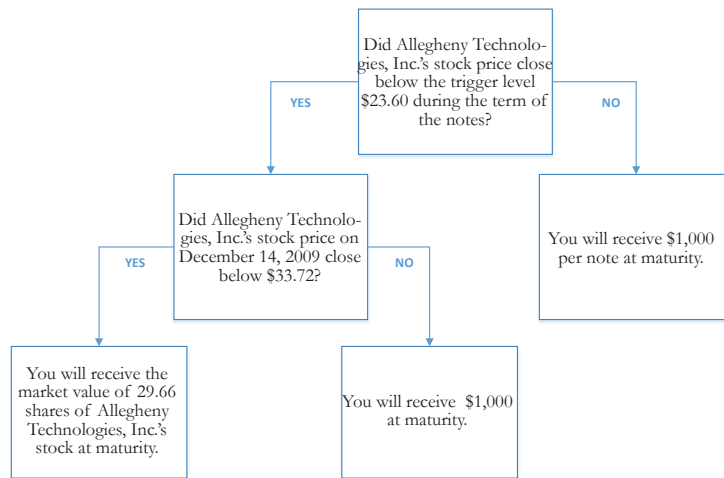 Did Allegheny Technolo-
gies, Inc.'s stock price close
below the trigger level
$23.60 during the term of
the notes?
YES
NO
Did Allegheny Technolo-
gies, Inc.'s stock price on
December 14, 2009 close
below $33.72?
You will receive $1,000
per note at maturity.
YES
NO
You will receive the
market value of 29.66
shares of Allegheny
Technologies, Inc.'s
stock at maturity.
You will receive $1,000
at maturity.